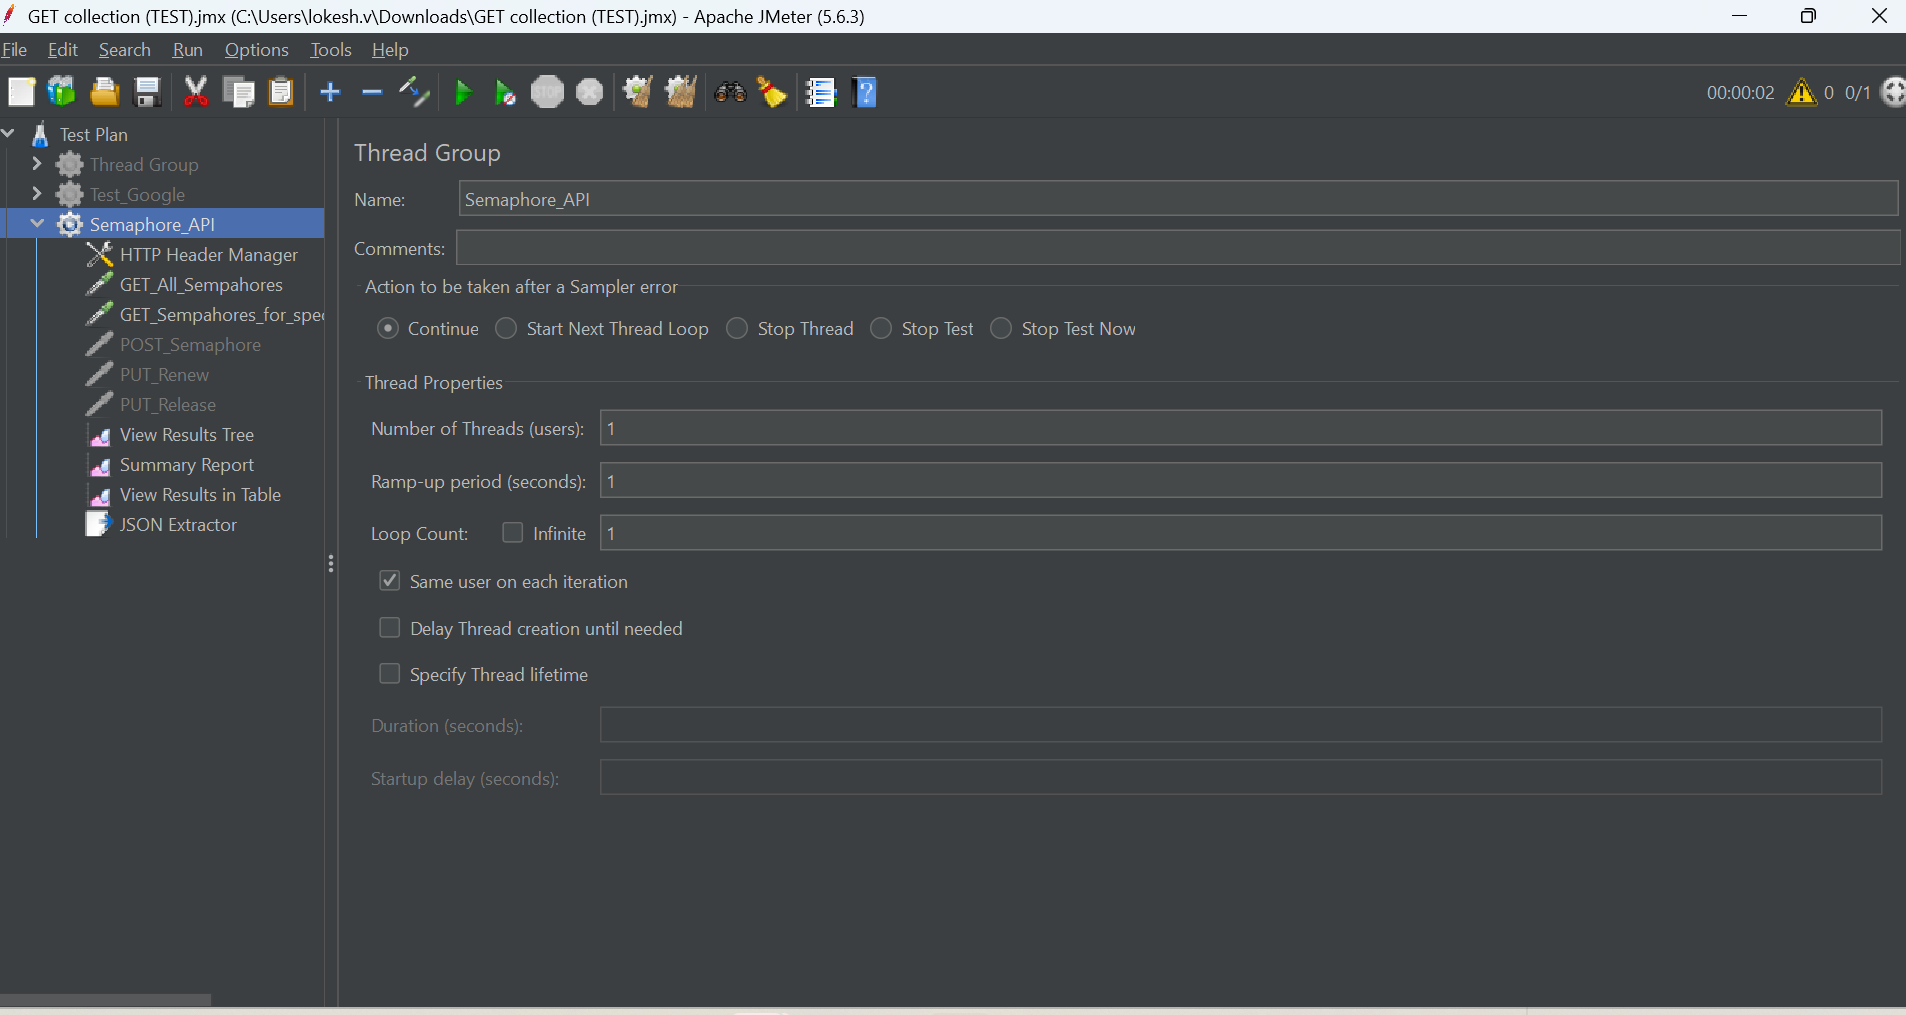 GET collection (TEST).jmx (C:\Users\lokesh.v\Downloads\GET collection (TEST).jmx) - Apache JMeter (5.6.3)
File Edit Search Run Options Tools Help
STOP
00:00:02 0 0/1
Test Plan
Thread Group
Test_Google
Semaphore_API
HTTP Header Manager
GET_All_Sempahores
GET_Sempahores_for_spec
POST_Semaphore
PUT_Renew
PUT_Release
View Results Tree
Summary Report
View Results in Table
JSON Extractor
Thread Group
Name: Semaphore_API
Comments:
Action to be taken after a Sampler error
Continue Start Next Thread Loop Stop Thread Stop Test Stop Test Now
Thread Properties
Number of Threads (users): 1
Ramp-up period (seconds): 1
Loop Count: Infinite 1
Same user on each iteration
Delay Thread creation until needed
Specify Thread lifetime
Duration (seconds):
Startup delay (seconds):